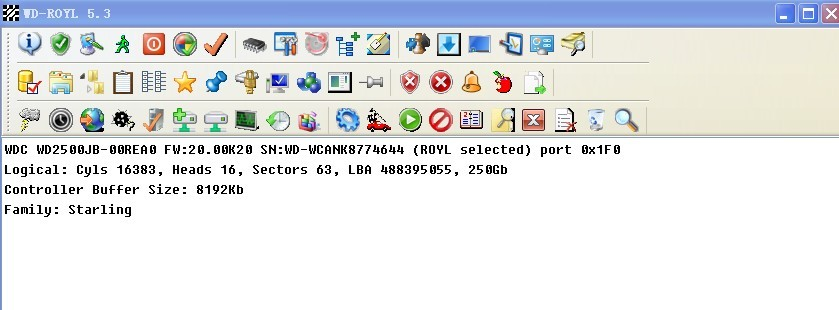 WD-ROYL 5.3
WDC WD2500JB-00REA0 FW:20.00K20 SN:WD-WCANK8774644 (ROYL selected) port 0x1F0
Logical: Cyls 16383, Heads 16, Sectors 63, LBA 488395055, 250Gb
Controller Buffer Size: 8192Kb
Family: Starling